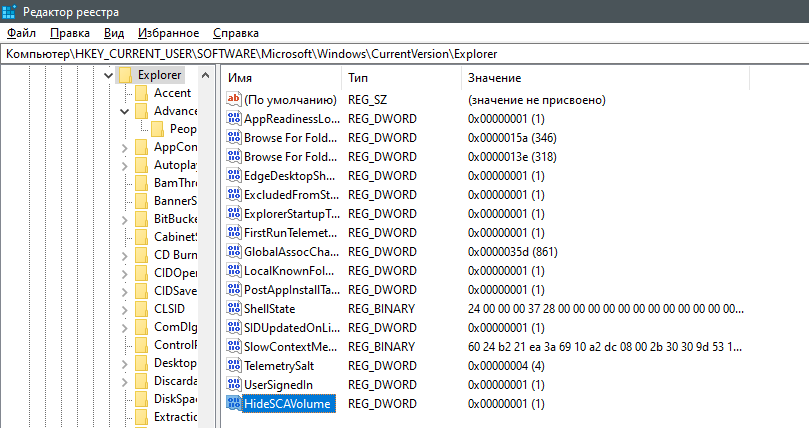 Редактор реестра
Файл Правка Вид Избранное Справка
Компьютер\HKEY_CURRENT_USER\SOFTWARE\Microsoft\Windows\CurrentVersion\Explorer
Explorer
Accent
Advance
Peop
AppCon
Autoplay
BamThr
BannerS
BitBucke
CabinetS
CD Burn
CIDOpe
CIDSave
CLSID
ComDlg
ControlP
Desktop
Discarda
DiskSpac
Extractio
Имя Тип Значение
(По умолчанию) REG_SZ (значение не присвоено)
AppReadinessLo... REG_DWORD 0x00000001 (1)
Browse For Fold... REG_DWORD 0x0000015a (346)
Browse For Fold... REG_DWORD 0x0000013e (318)
EdgeDesktopSh... REG_DWORD 0x00000001 (1)
ExcludedFromSt... REG_DWORD 0x00000001 (1)
ExplorerStartupT... REG_DWORD 0x00000001 (1)
FirstRunTelemet... REG_DWORD 0x00000001 (1)
GlobalAssocCha... REG_DWORD 0x0000035d (861)
LocalKnownFol... REG_DWORD 0x00000001 (1)
PostAppInstallTa... REG_DWORD 0x00000001 (1)
ShellState REG_BINARY 24 00 00 00 37 28 00 00 00 00 00 00 00 00 00 00 00...
SIDUpdatedOnLi... REG_DWORD 0x00000001 (1)
SlowContextMe... REG_BINARY 60 24 b2 21 ea 3a 69 10 a2 dc 08 00 2b 30 30 9d 53 1...
TelemetrySalt REG_DWORD 0x00000004 (4)
UserSignedIn REG_DWORD 0x00000001 (1)
HideSCAVolume REG_DWORD 0x00000001 (1)